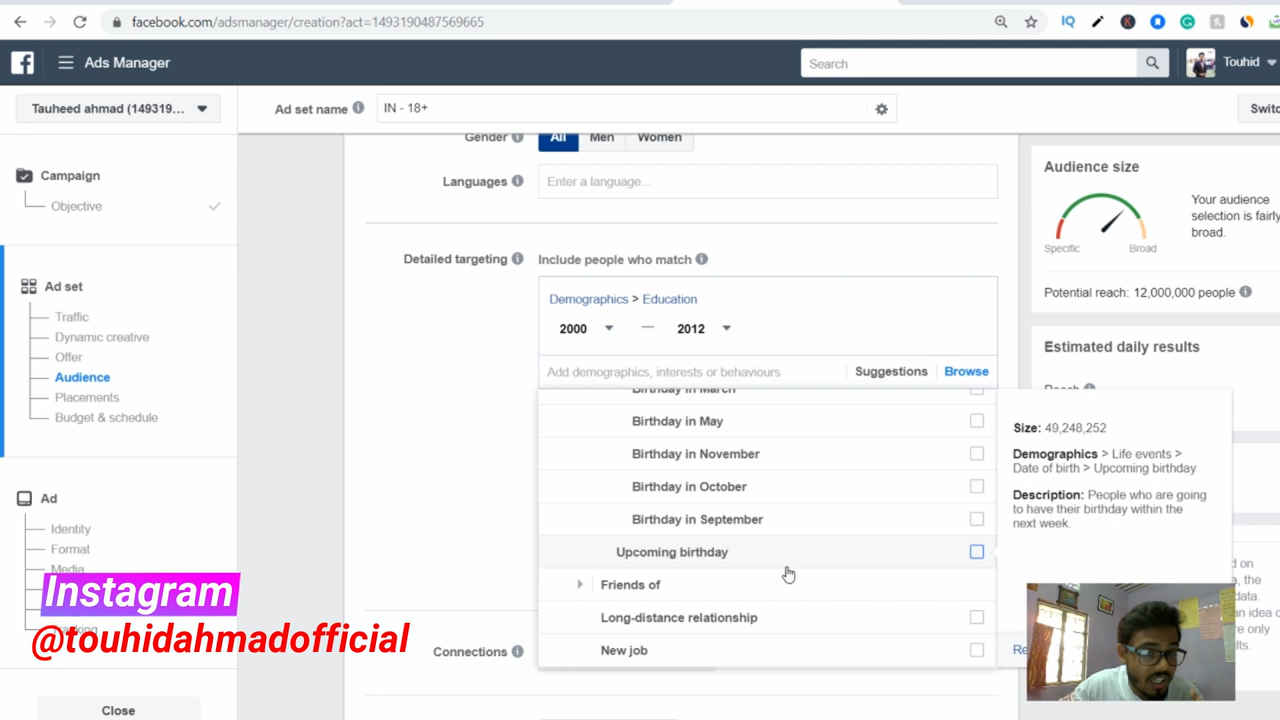 facebook.com/adsmanager/creation?act=1493190487569665
Ads Manager
Search
Touhid
Tauheed ahmad (149319...
Ad set name
IN - 18+
Switc
Campaign
Objective
Ad set
Traffic
Dynamic creative
Offer
Audience
Placements
Budget & schedule
Ad
Identity
Format
Media
Close
Gender
All
Men
Women
Languages
Enter a language...
Detailed targeting
Include people who match
Demographics > Education
2000 — 2012
Add demographics, interests or behaviours
Suggestions
Browse
Birthday in March
Birthday in May
Birthday in November
Birthday in October
Birthday in September
Upcoming birthday
Friends of
Long-distance relationship
New job
Connections
Size: 49,248,252
Demographics > Life events >
Date of birth > Upcoming birthday
Description: People who are going
to have their birthday within the
next week.
Audience size
Specific
Broad
Your audience
selection is fairly
broad.
Potential reach: 12,000,000 people
Estimated daily results
Reach
Instagram
@touhidahmadofficial